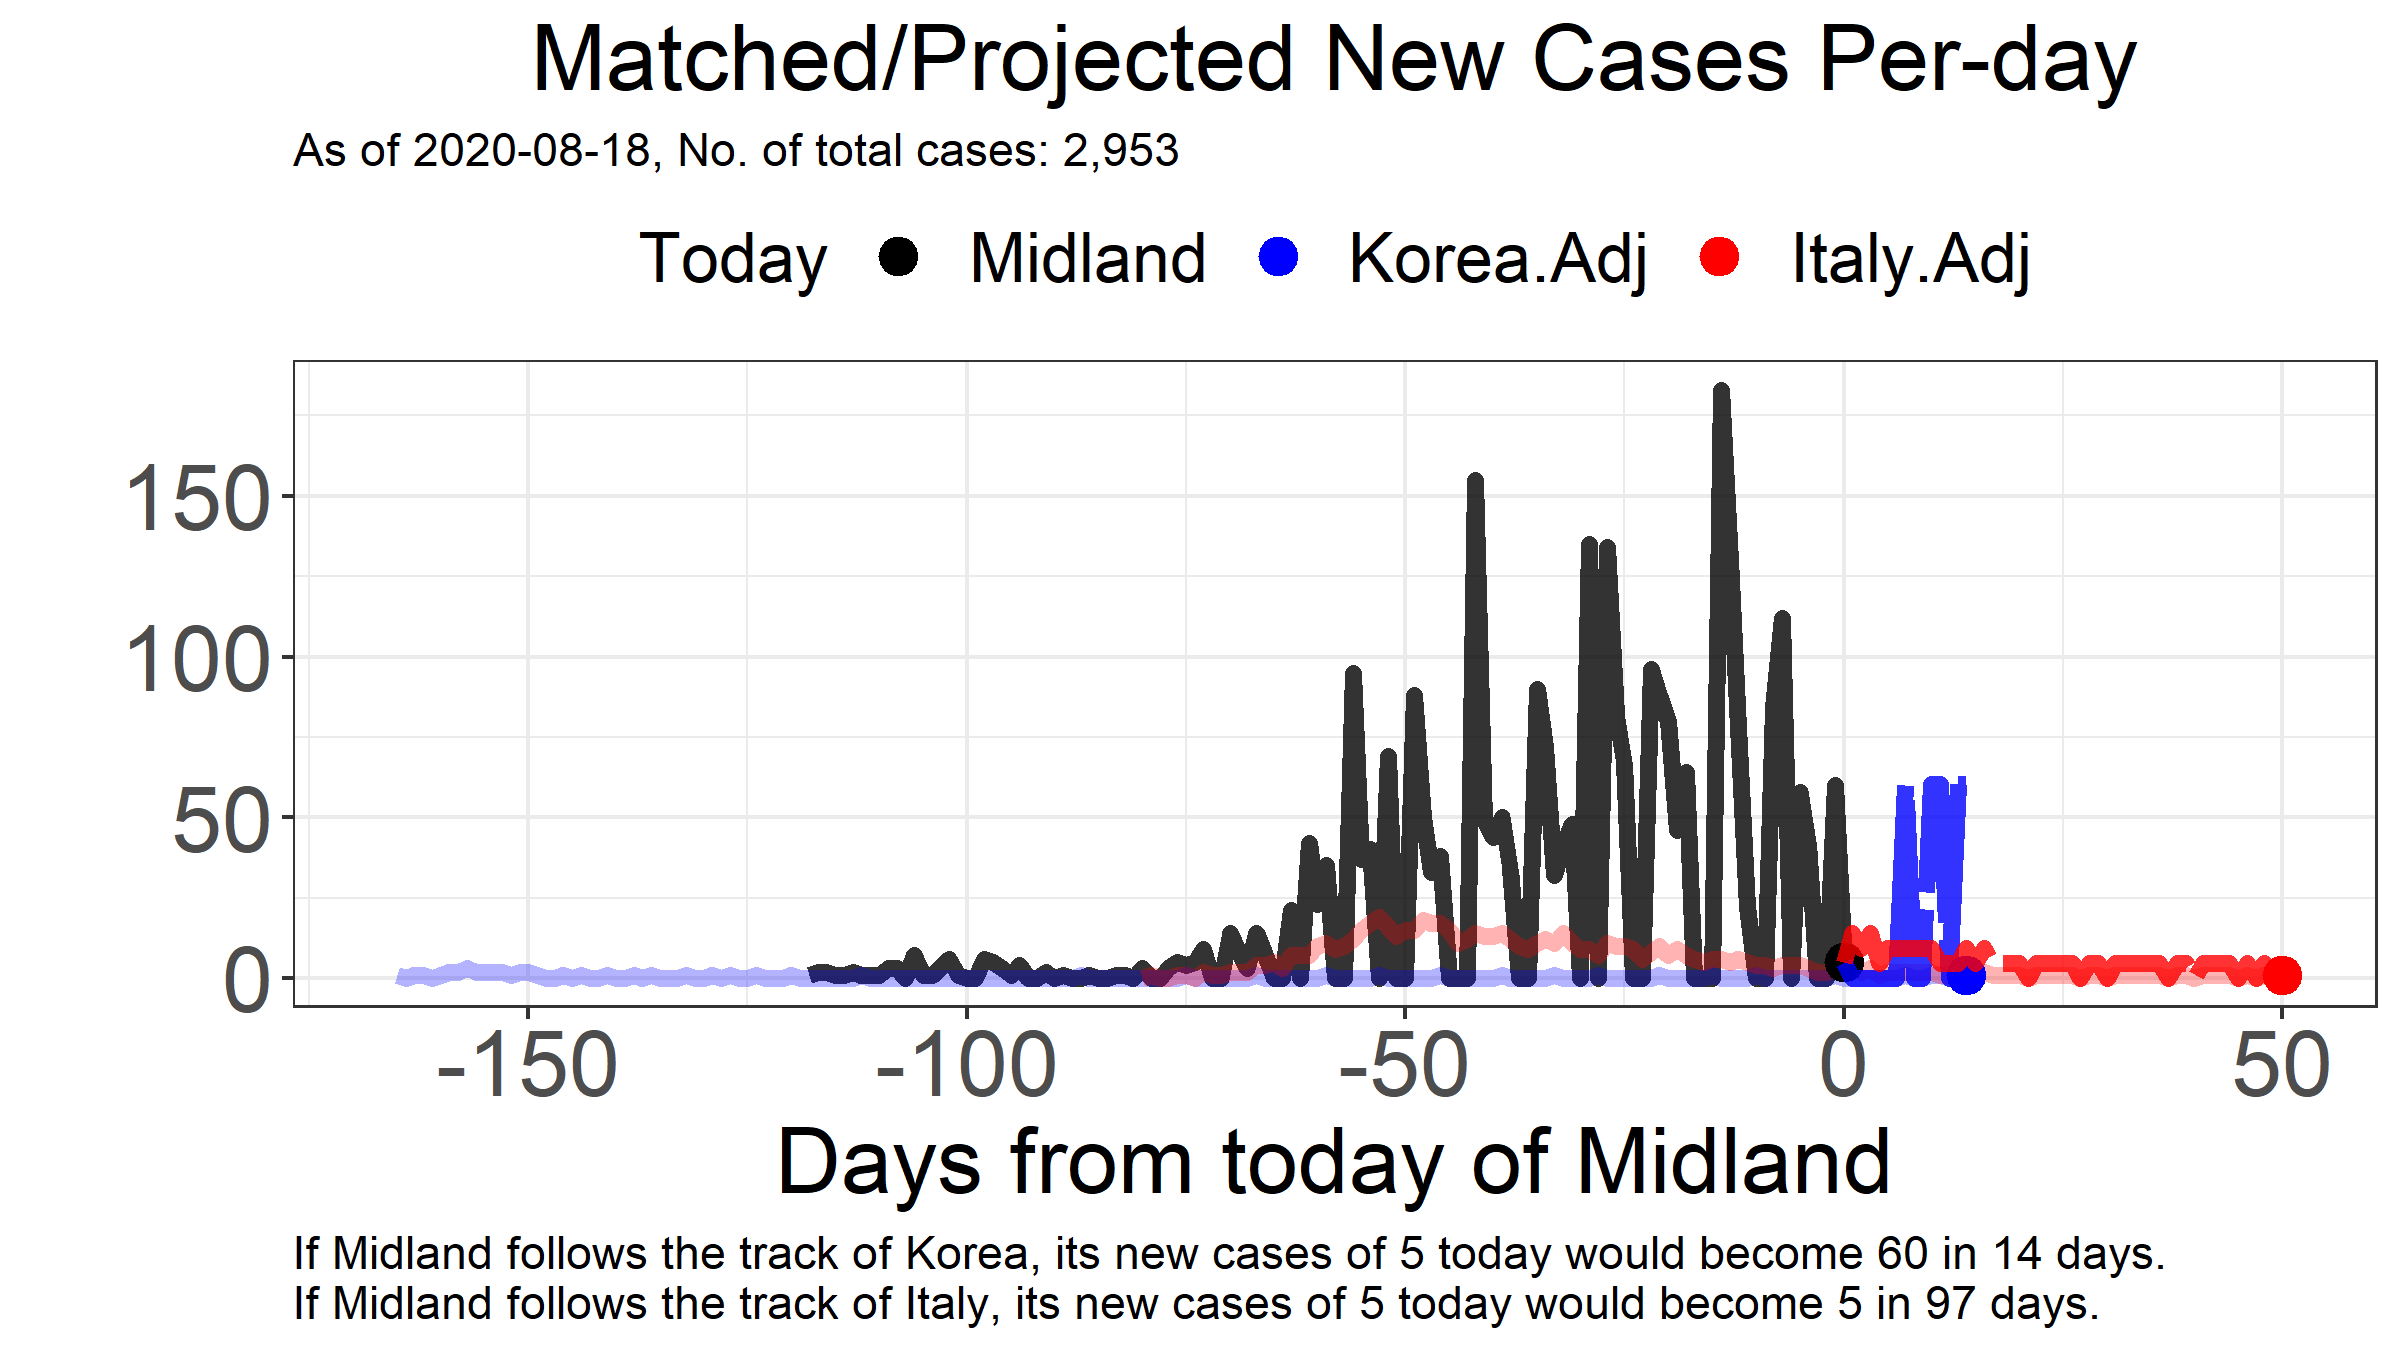 Matched/Projected New Cases Per-day
As of 2020-08-18, No. of total cases: 2,953
Today Midland Korea.Adj Italy.Adj
150
100
50
0
-150 -100 -50 0 50
Days from today of Midland
If Midland follows the track of Korea, its new cases of 5 today would become 60 in 14 days.
If Midland follows the track of Italy, its new cases of 5 today would become 5 in 97 days.